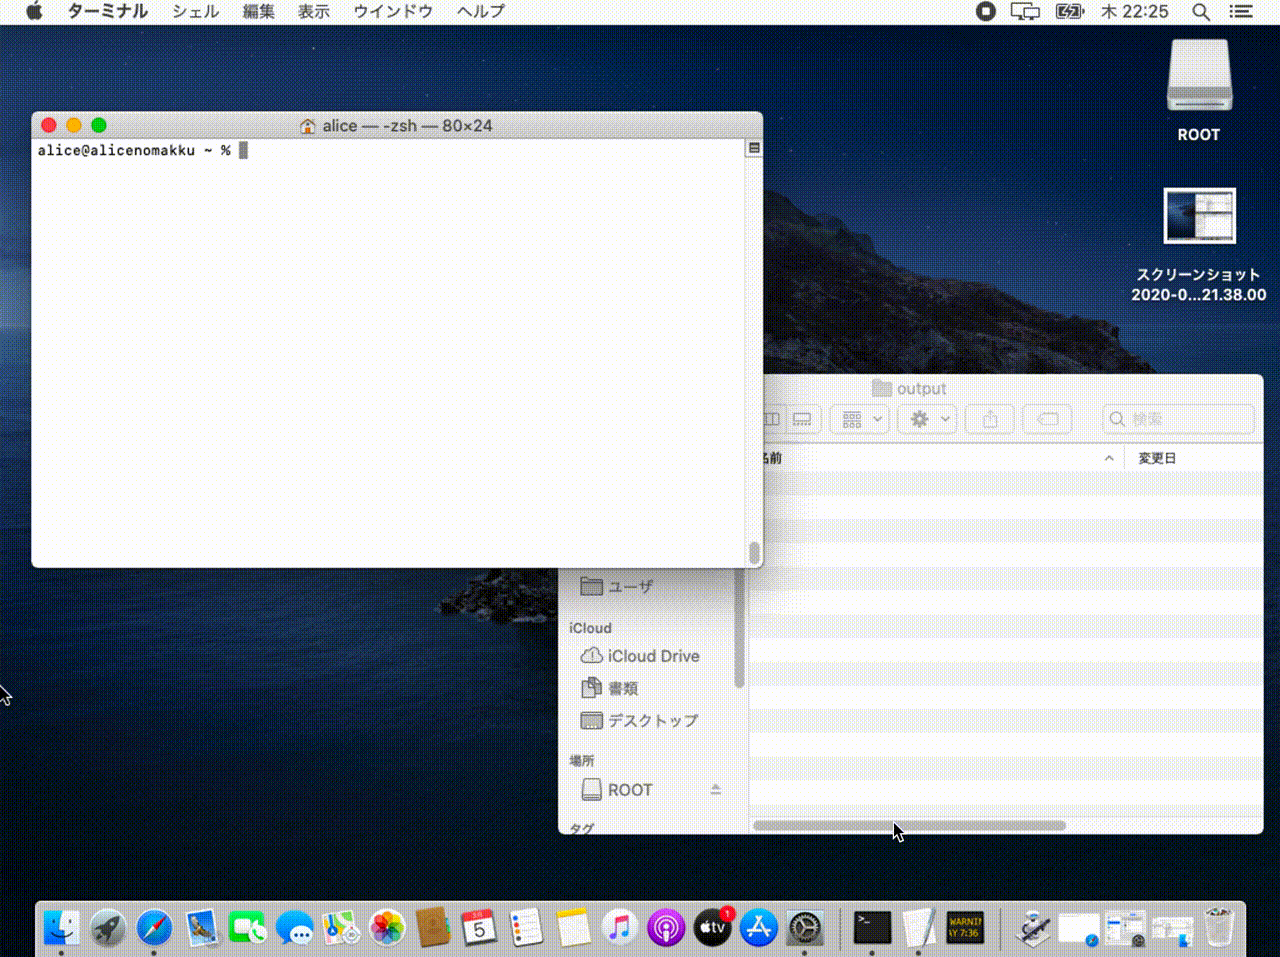 ターミナル シェル 編集 表示 ウインドウ ヘルプ 木 22:25
ROOT
スクリーンショット
2020-0...21.38.00
alice — -zsh — 80×24
alice@alicenomakku ~ %
output
検索
名前 変更日
ユーザ
iCloud
iCloud Drive
書類
デスクトップ
場所
ROOT
タグ
5
1
tv
>_
WARNI
Y 7:36